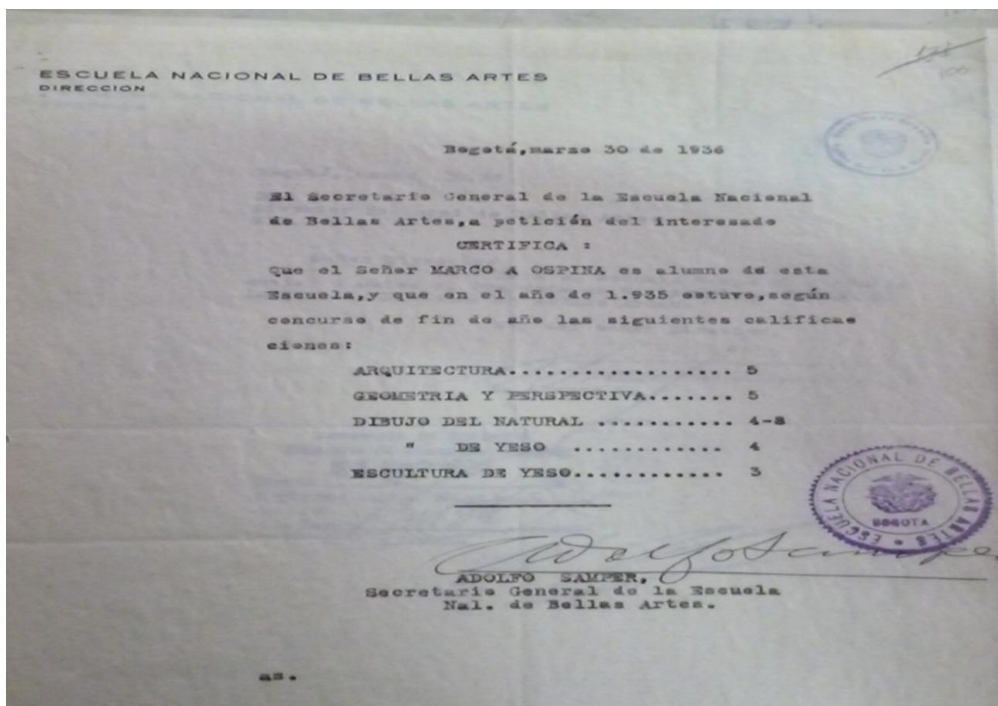 ESCUELA NACIONAL DE BELLAS ARTES
DIRECCION
Bogotá,marzo 30 de 1936
El Secretario General de la Escuela Nacional
de Bellas Artes,a petición del interesado
CERTIFICA :
Que el Señor MARCO A OSPINA es alumno de esta
Escuela,y que en el año de 1.935 estuvo,según
concurso de fin de año las siguientes califica=
ciones:
ARQUITECTURA.................. 5
GEOMETRIA Y PERSPECTIVA....... 5
DIBUJO DEL NATURAL ........... 4-8
" DE YESO ............ 4
ESCULTURA DE YESO............. 3
ESCUELA NACIONAL DE BELLAS ARTES
BOGOTA
Adolfo Samper
ADOLFO SAMPER,
Secretario General de la Escuela
Nal. de Bellas Artes.
as.